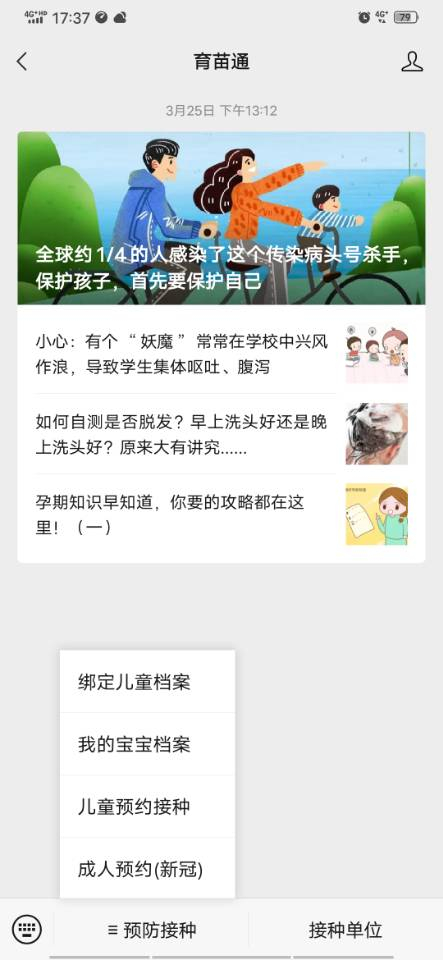 4G+HD 17:37 4G+ 79
育苗通
3月25日 下午13:12
全球约1/4的人感染了这个传染病头号杀手，
保护孩子，首先要保护自己
小心：有个“妖魔”常常在学校中兴风
作浪，导致学生集体呕吐、腹泻
如何自测是否脱发？早上洗头好还是晚
上洗头好？原来大有讲究......
孕期知识早知道，你要的攻略都在这
里！（一）
绑定儿童档案
我的宝宝档案
儿童预约接种
成人预约(新冠)
预防接种
接种单位